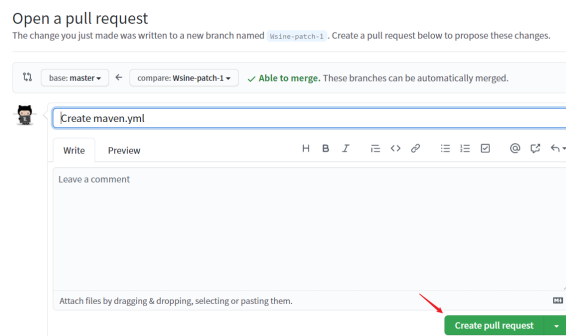 Open a pull request
The change you just made was written to a new branch named Wsine-patch-1. Create a pull request below to propose these changes.
base: master ← compare: Wsine-patch-1 ✓ Able to merge. These branches can be automatically merged.
Create maven.yml
Write Preview H B I
Leave a comment
Attach files by dragging & dropping, selecting or pasting them.
Create pull request